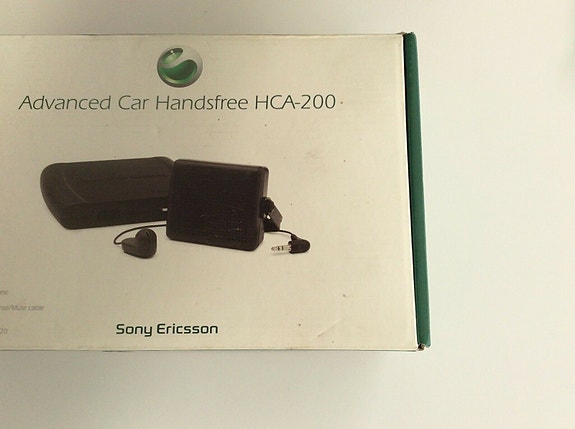 Advanced Car Handsfree HCA-200
Sony Ericsson